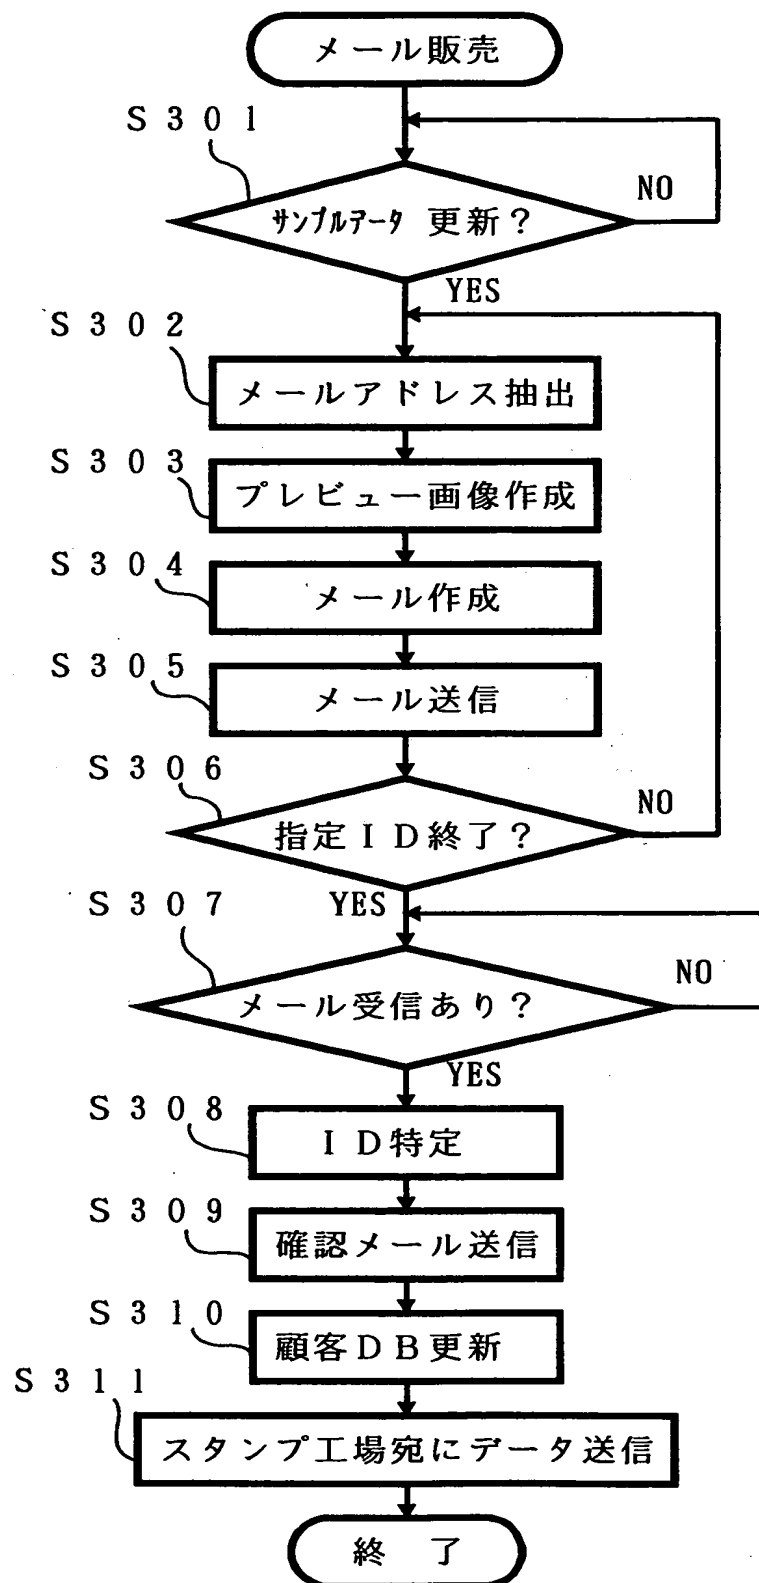 メール販売
S301
サンプルデータ 更新?
NO
YES
S302
メールアドレス抽出
S303
プレビュー画像作成
S304
メール作成
S305
メール送信
S306
指定ID終了?
NO
YES
S307
メール受信あり?
NO
YES
S308
ID特定
S309
確認メール送信
S310
顧客DB更新
S311
スタンプ工場宛にデータ送信
終 了